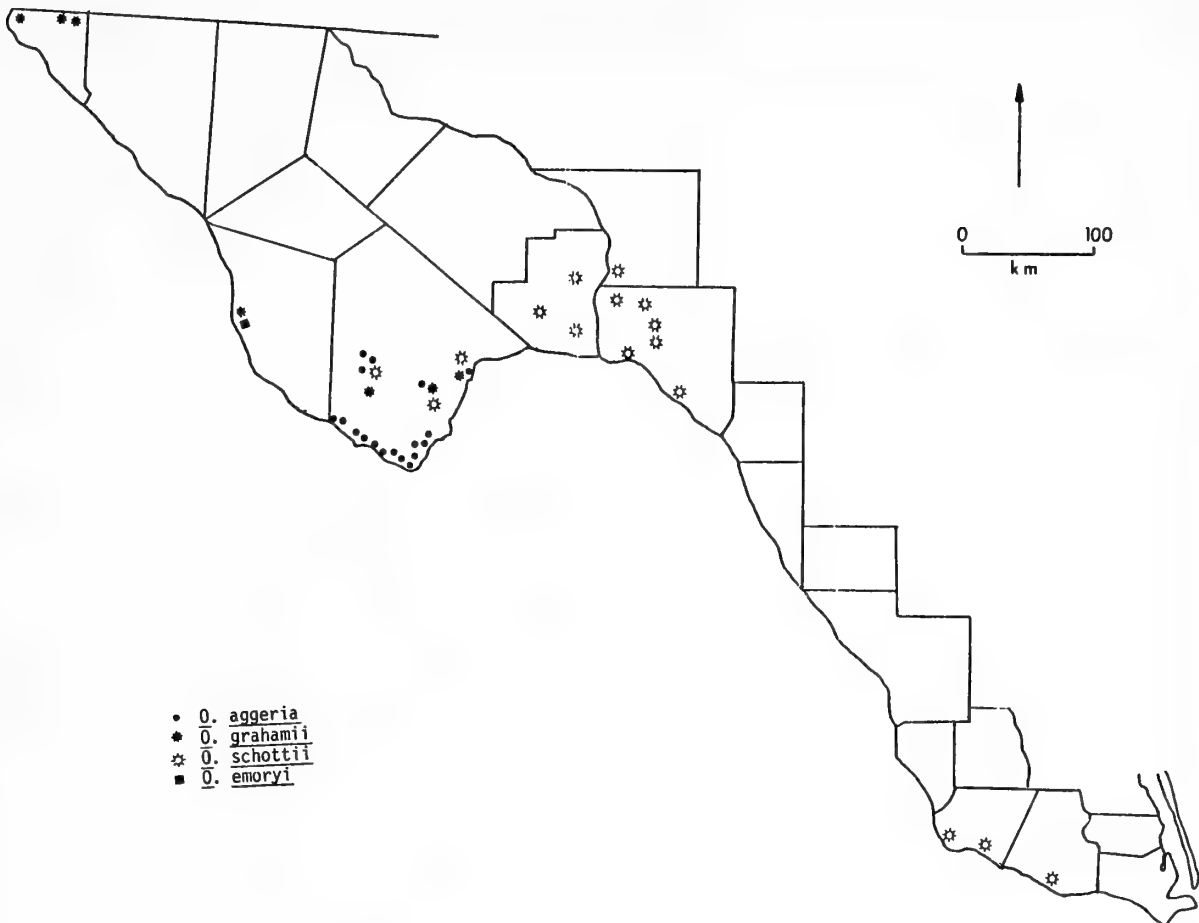 0 100
km
O. aggeria
O. grahamii
O. schottii
O. emoryi